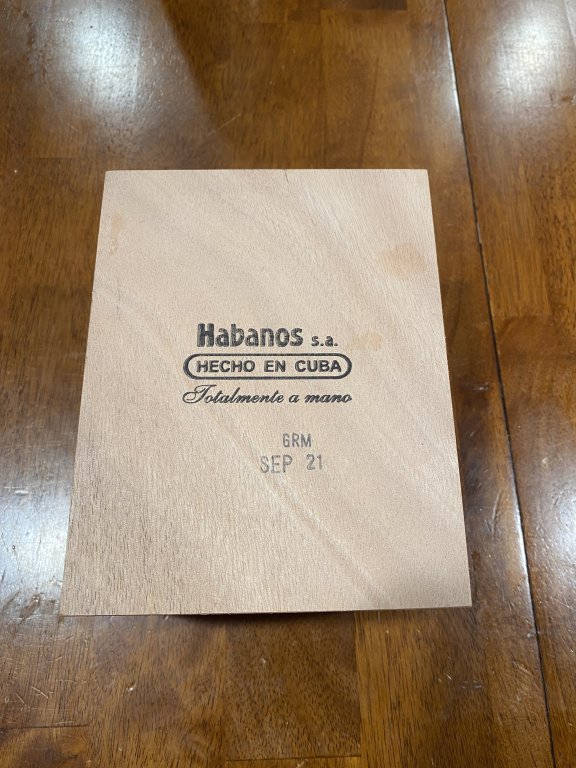 Habanos s.a.
HECHO EN CUBA
Totalmente a mano
GRM
SEP 21